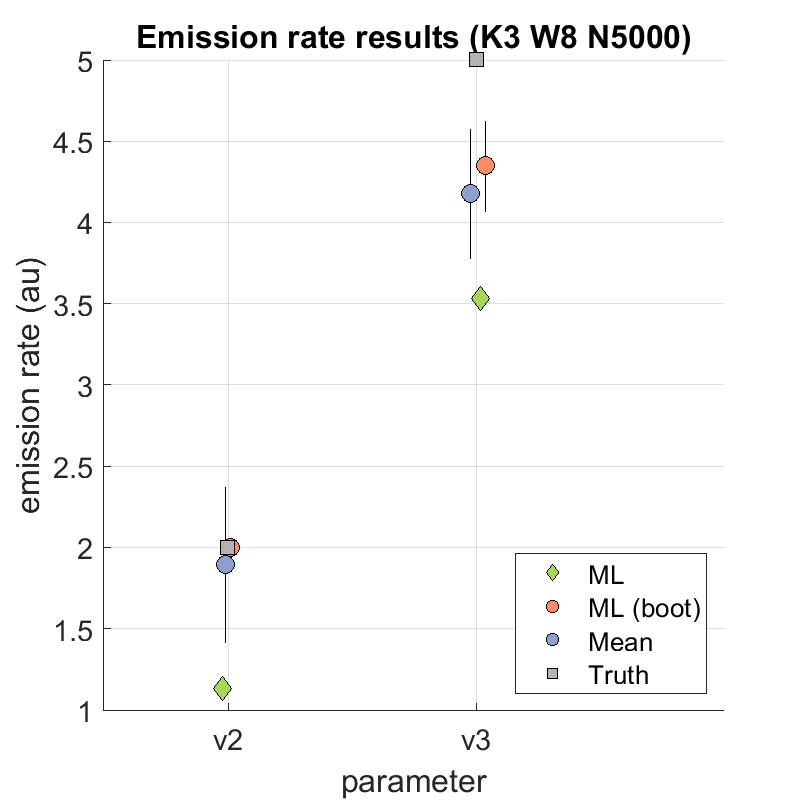 Emission rate results (K3 W8 N5000)
5
4.5
4
3.5
3
2.5
2
1.5
1
emission rate (au)
ML
ML (boot)
Mean
Truth
v2 v3
parameter